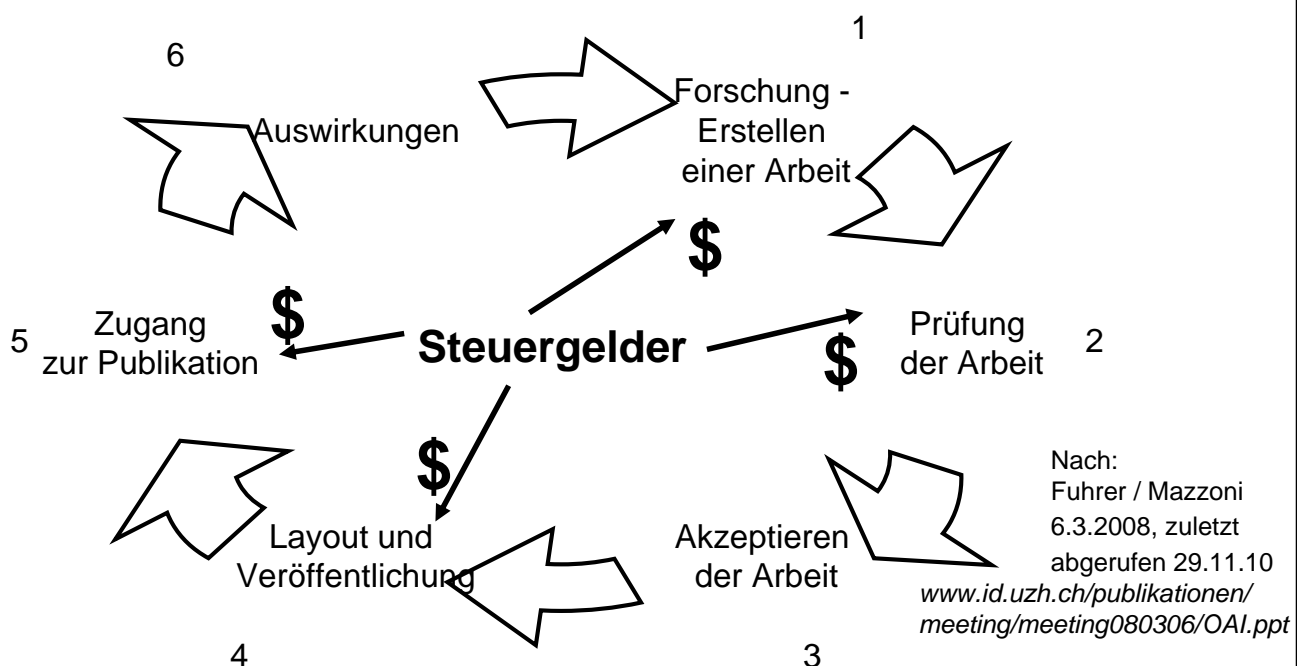 1
Forschung -
Erstellen
einer Arbeit
$
2
Prüfung
der Arbeit
$
3
Akzeptieren
der Arbeit
4
Layout und
Veröffentlichung
$
5
Zugang
zur Publikation
$
6
Auswirkungen
Steuergelder
Nach:
Fuhrer / Mazzoni
6.3.2008, zuletzt
abgerufen 29.11.10
www.id.uzh.ch/publikationen/
meeting/meeting080306/OAI.ppt